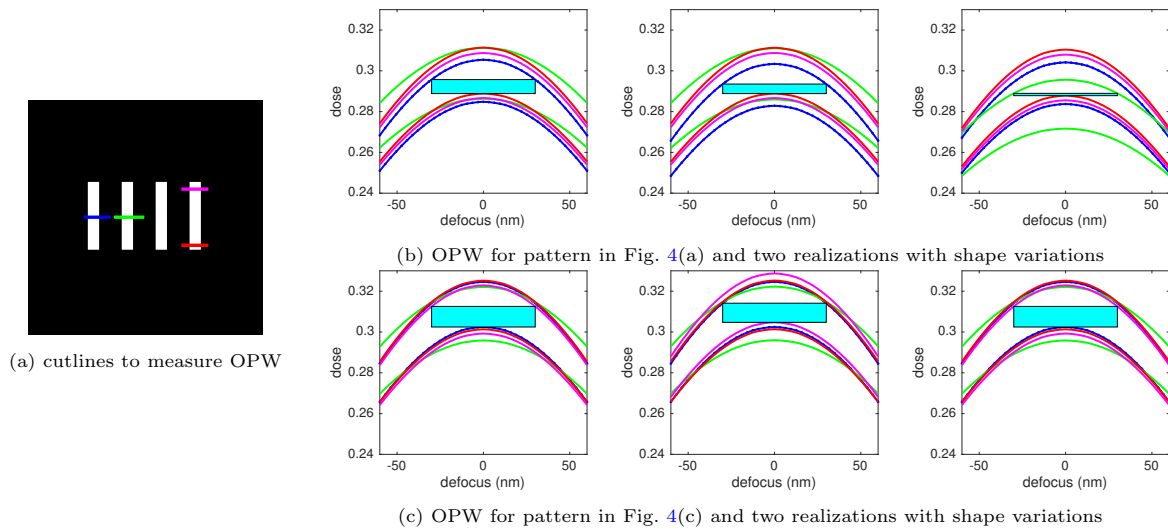 0.32
0.3
0.28
0.26
0.24
dose
-50 0 50
defocus (nm)
0.32
0.3
0.28
0.26
0.24
dose
-50 0 50
defocus (nm)
0.32
0.3
0.28
0.26
0.24
dose
-50 0 50
defocus (nm)
(a) cutlines to measure OPW
(b) OPW for pattern in Fig. 4(a) and two realizations with shape variations
0.32
0.3
0.28
0.26
0.24
dose
-50 0 50
defocus (nm)
0.32
0.3
0.28
0.26
0.24
dose
-50 0 50
defocus (nm)
0.32
0.3
0.28
0.26
0.24
dose
-50 0 50
defocus (nm)
(c) OPW for pattern in Fig. 4(c) and two realizations with shape variations